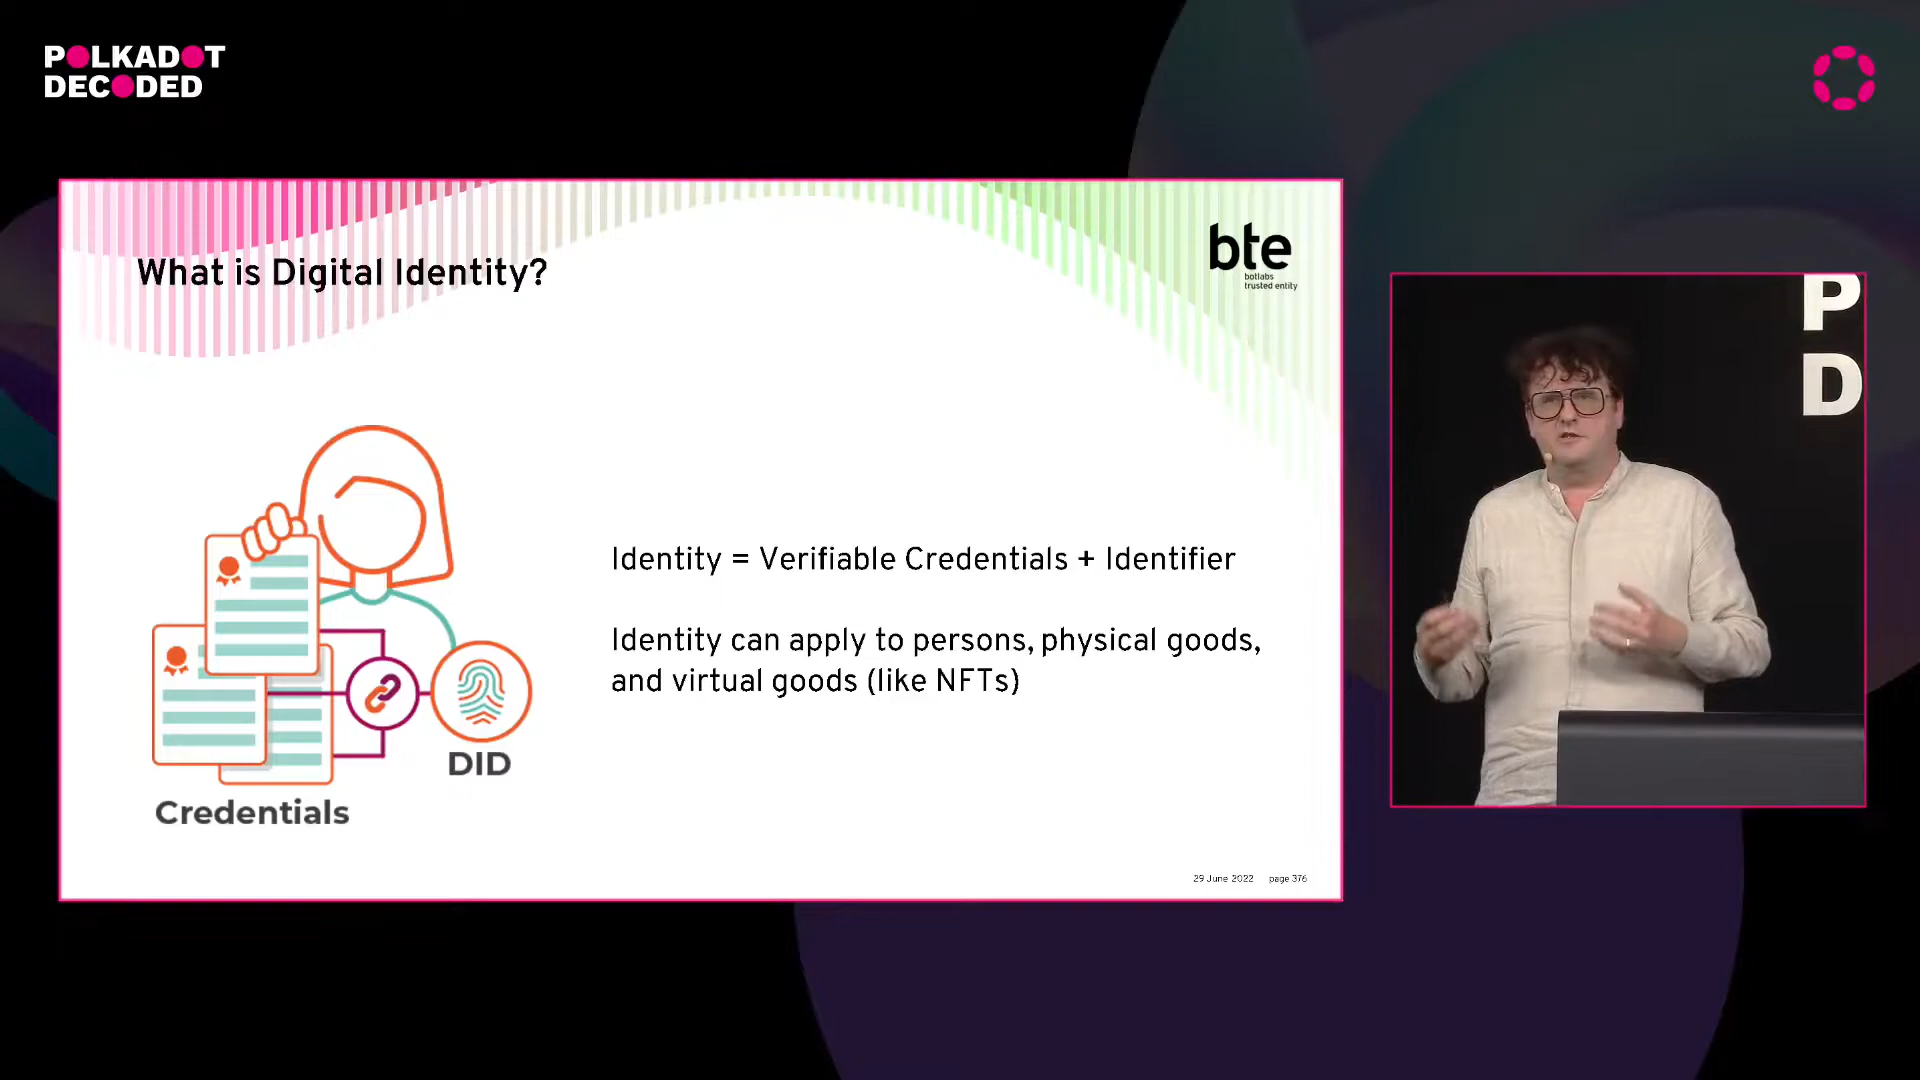 POLKADOT
DECODED
What is Digital Identity?
bte
botlabs
trusted entity
Identity = Verifiable Credentials + Identifier
Identity can apply to persons, physical goods,
and virtual goods (like NFTs)
DID
Credentials
29 June 2022 page 376
P
D